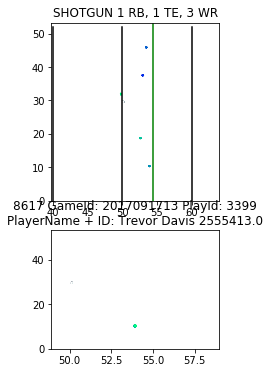 SHOTGUN 1 RB, 1 TE, 3 WR
50
40
30
20
10
0
40 45 50 55 60
8617 GameId: 2017091713 PlayId: 3399
PlayerName + ID: Trevor Davis 2555413.0
40
20
0
50.0 52.5 55.0 57.5